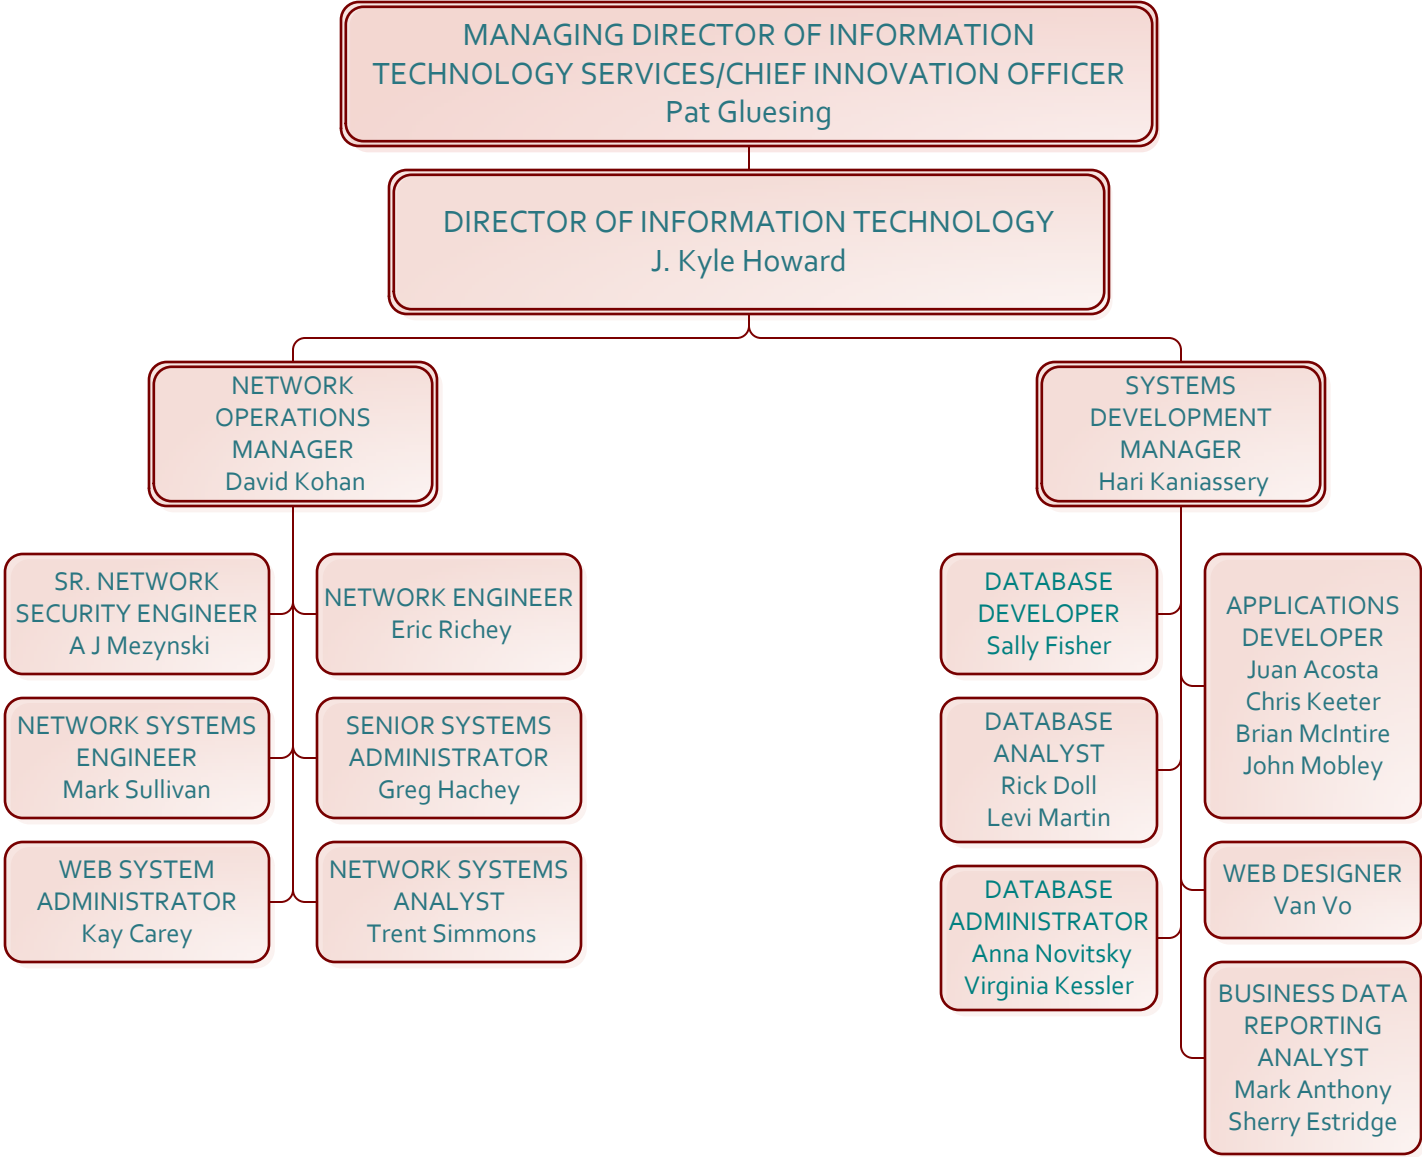 MANAGING DIRECTOR OF INFORMATION
TECHNOLOGY SERVICES/CHIEF INNOVATION OFFICER
Pat Gluesing
DIRECTOR OF INFORMATION TECHNOLOGY
J. Kyle Howard
NETWORK
OPERATIONS
MANAGER
David Kohan
SYSTEMS
DEVELOPMENT
MANAGER
Hari Kaniassery
SR. NETWORK
SECURITY ENGINEER
A J Mezynski
NETWORK ENGINEER
Eric Richey
NETWORK SYSTEMS
ENGINEER
Mark Sullivan
SENIOR SYSTEMS
ADMINISTRATOR
Greg Hachey
WEB SYSTEM
ADMINISTRATOR
Kay Carey
NETWORK SYSTEMS
ANALYST
Trent Simmons
DATABASE
DEVELOPER
Sally Fisher
APPLICATIONS
DEVELOPER
Juan Acosta
Chris Keeter
Brian McIntire
John Mobley
DATABASE
ANALYST
Rick Doll
Levi Martin
WEB DESIGNER
Van Vo
DATABASE
ADMINISTRATOR
Anna Novitsky
Virginia Kessler
BUSINESS DATA
REPORTING
ANALYST
Mark Anthony
Sherry Estridge